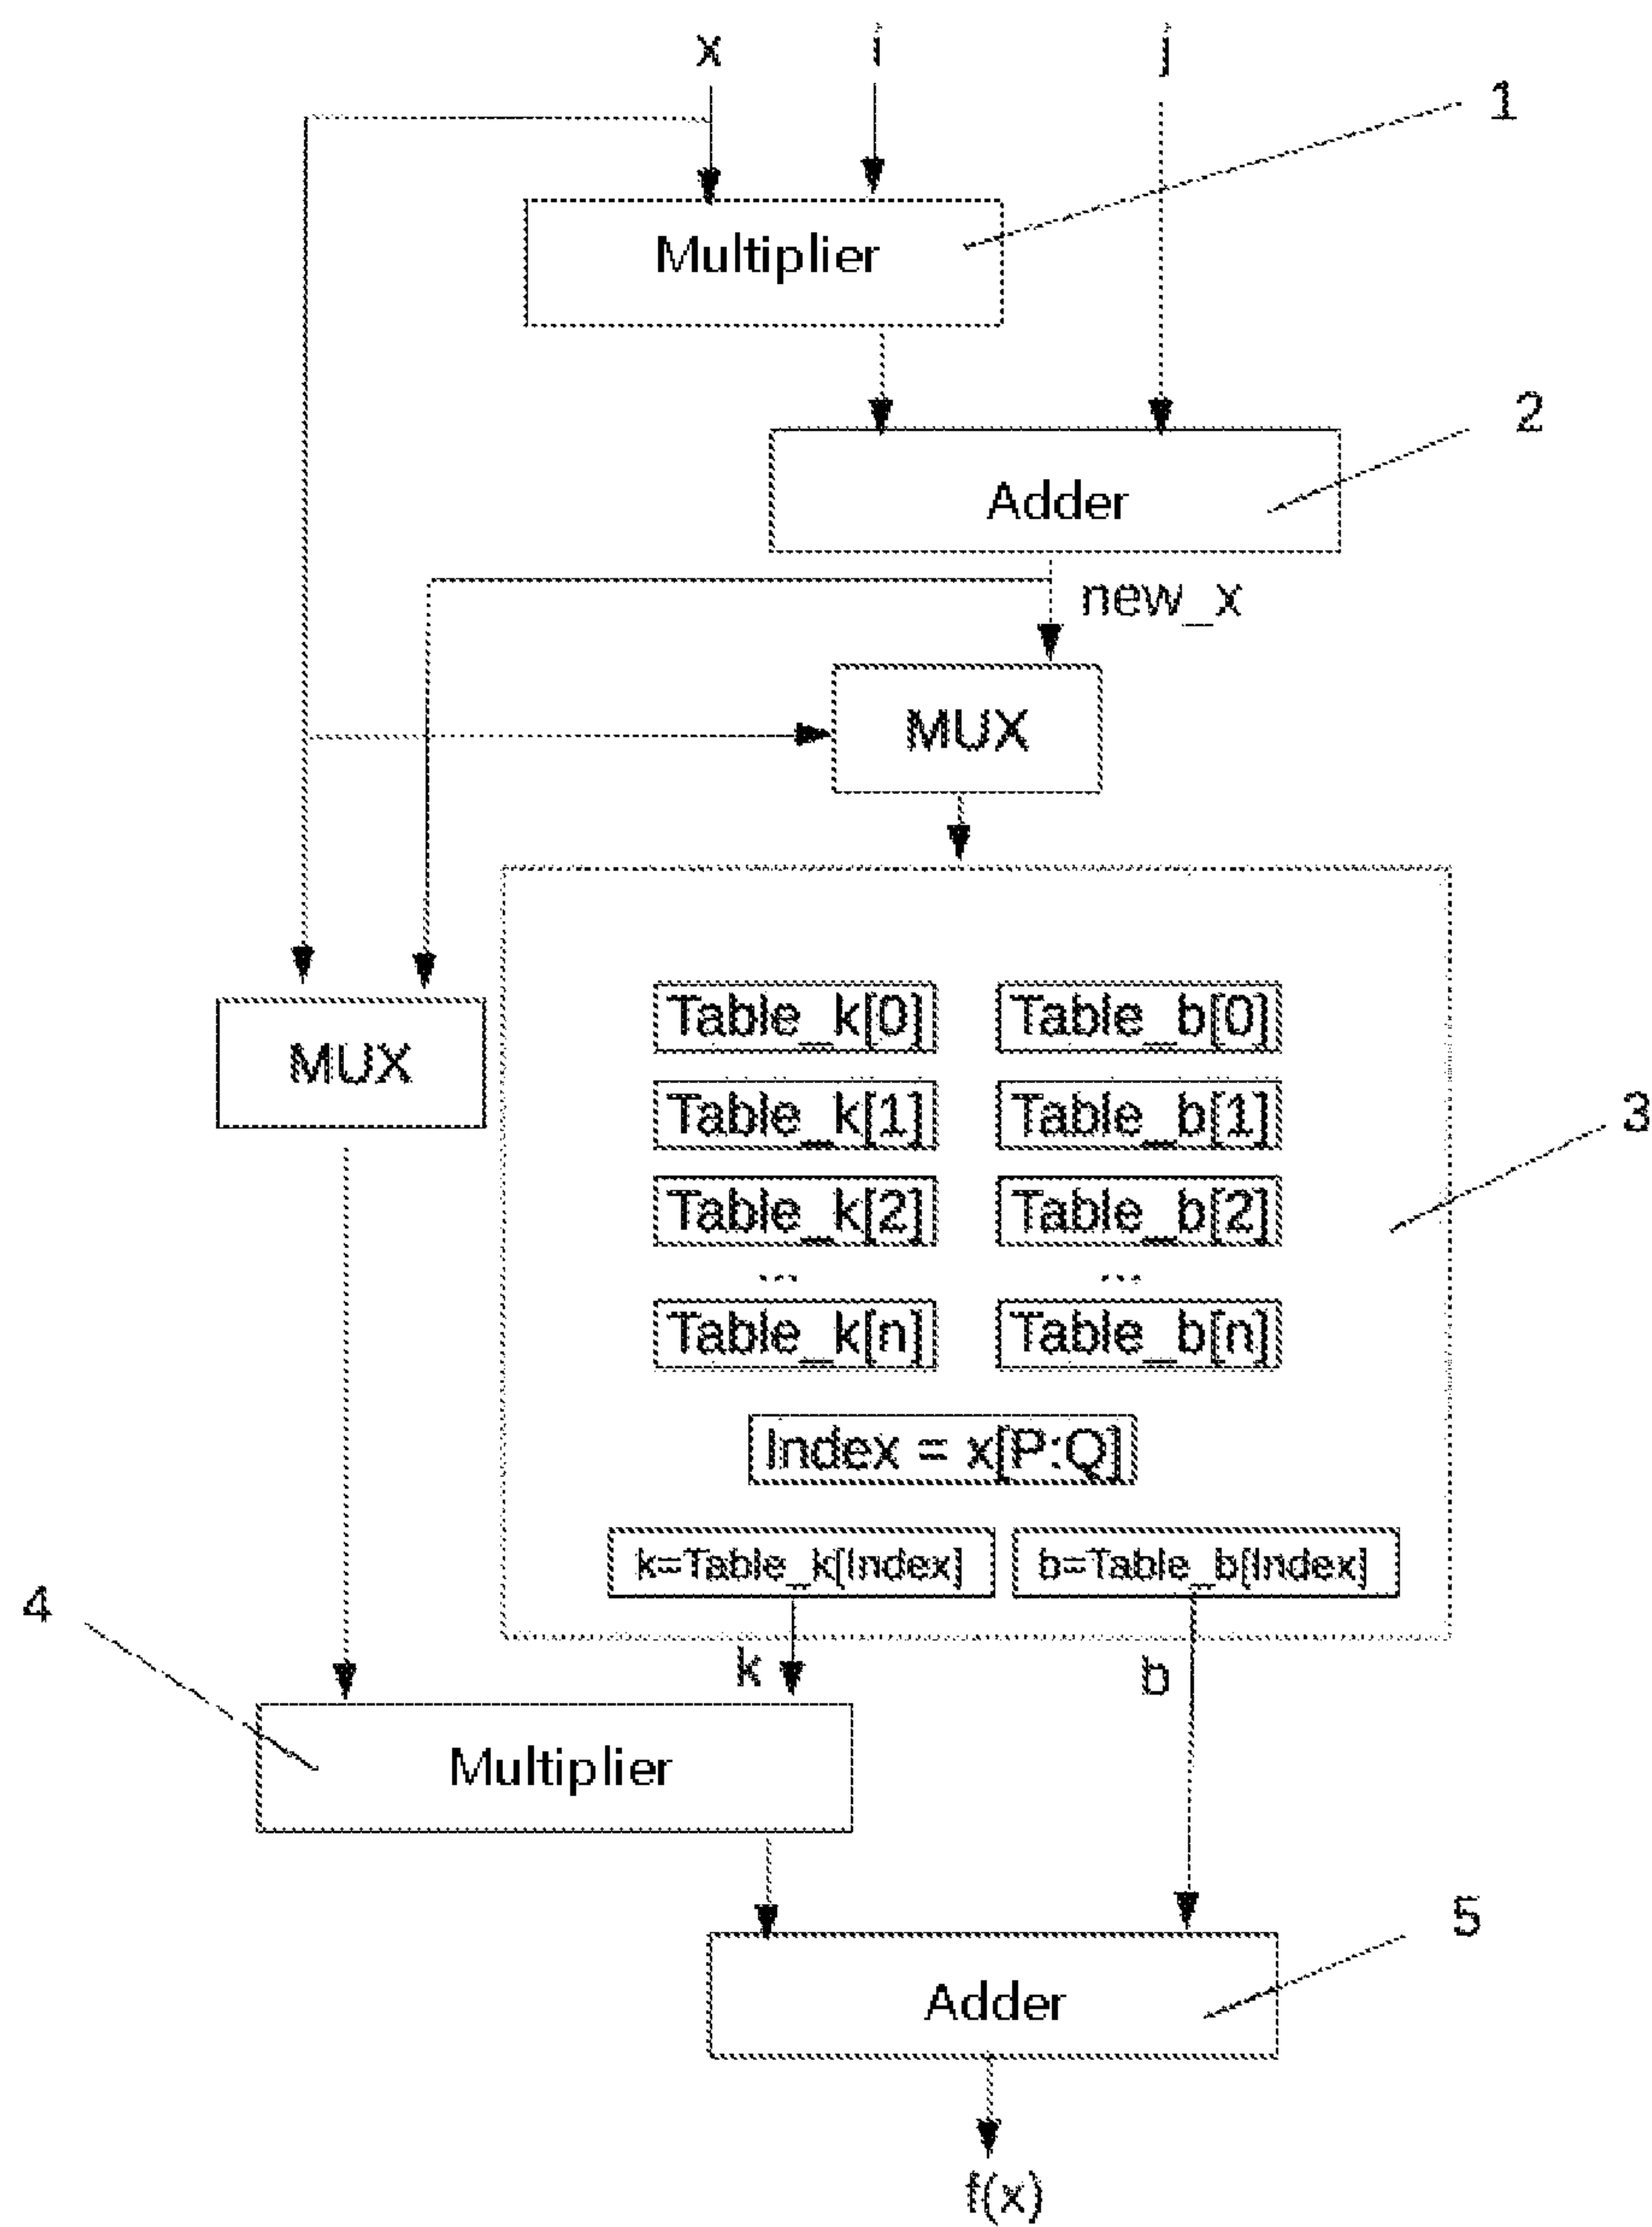 x i j
1
Multiplier
2
Adder
new_x
MUX
Table_k[0] Table_b[0]
MUX
Table_k[1] Table_b[1]
3
Table_k[2] Table_b[2]
... ...
Table_k[n] Table_b[n]
Index = x[P:Q]
k=Table_k[Index] b=Table_b[Index]
4
k b
Multiplier
5
Adder
f(x)